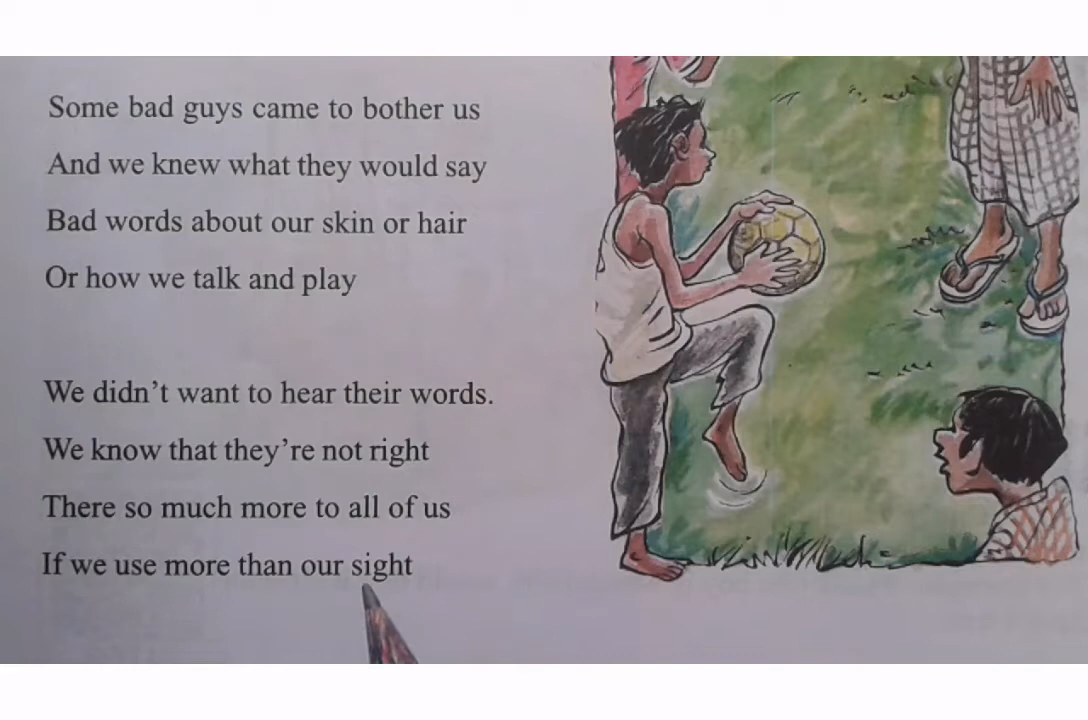 Some bad guys came to bother us
And we knew what they would say
Bad words about our skin or hair
Or how we talk and play
We didn't want to hear their words.
We know that they're not right
There so much more to all of us
If we use more than our sight